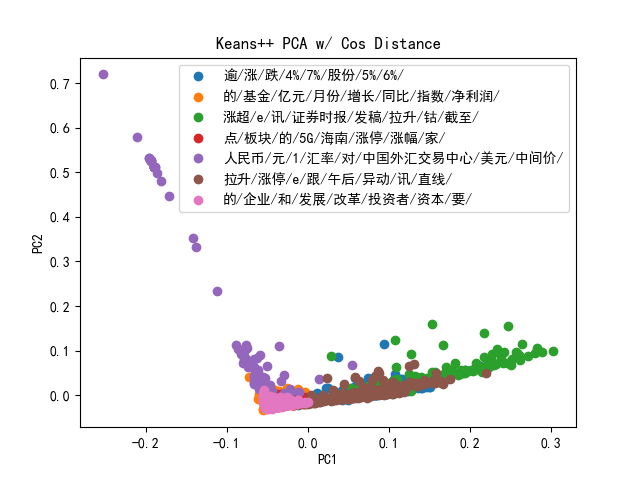 Keans++ PCA w/ Cos Distance
逾/涨/跌/4%/7%/股份/5%/6%/
的/基金/亿元/月份/增长/同比/指数/净利润/
涨超/e/讯/证券时报/发稿/拉升/钴/截至/
点/板块/的/5G/海南/涨停/涨幅/家/
人民币/元/1/汇率/对/中国外汇交易中心/美元/中间价/
拉升/涨停/e/跟/午后/异动/讯/直线/
的/企业/和/发展/改革/投资者/资本/要/
PC2
0.7
0.6
0.5
0.4
0.3
0.2
0.1
0.0
−0.2 −0.1 0.0 0.1 0.2 0.3
PC1